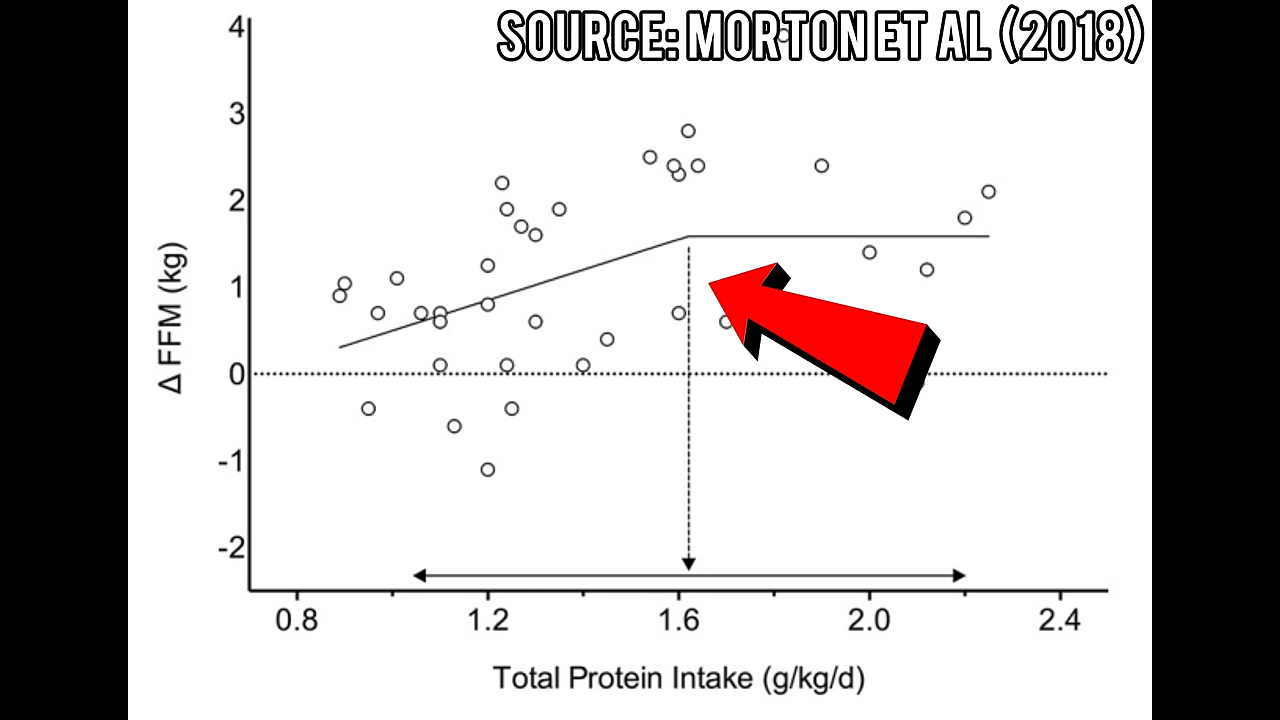 SOURCE: MORTON ET AL (2018)
4
3
2
1
0
-1
-2
Δ FFM (kg)
0.8 1.2 1.6 2.0 2.4
Total Protein Intake (g/kg/d)